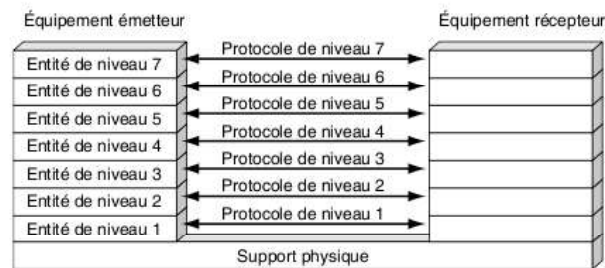 Équipement émetteur
Équipement récepteur
Entité de niveau 7
Protocole de niveau 7
Entité de niveau 6
Protocole de niveau 6
Entité de niveau 5
Protocole de niveau 5
Entité de niveau 4
Protocole de niveau 4
Entité de niveau 3
Protocole de niveau 3
Entité de niveau 2
Protocole de niveau 2
Entité de niveau 1
Protocole de niveau 1
Support physique